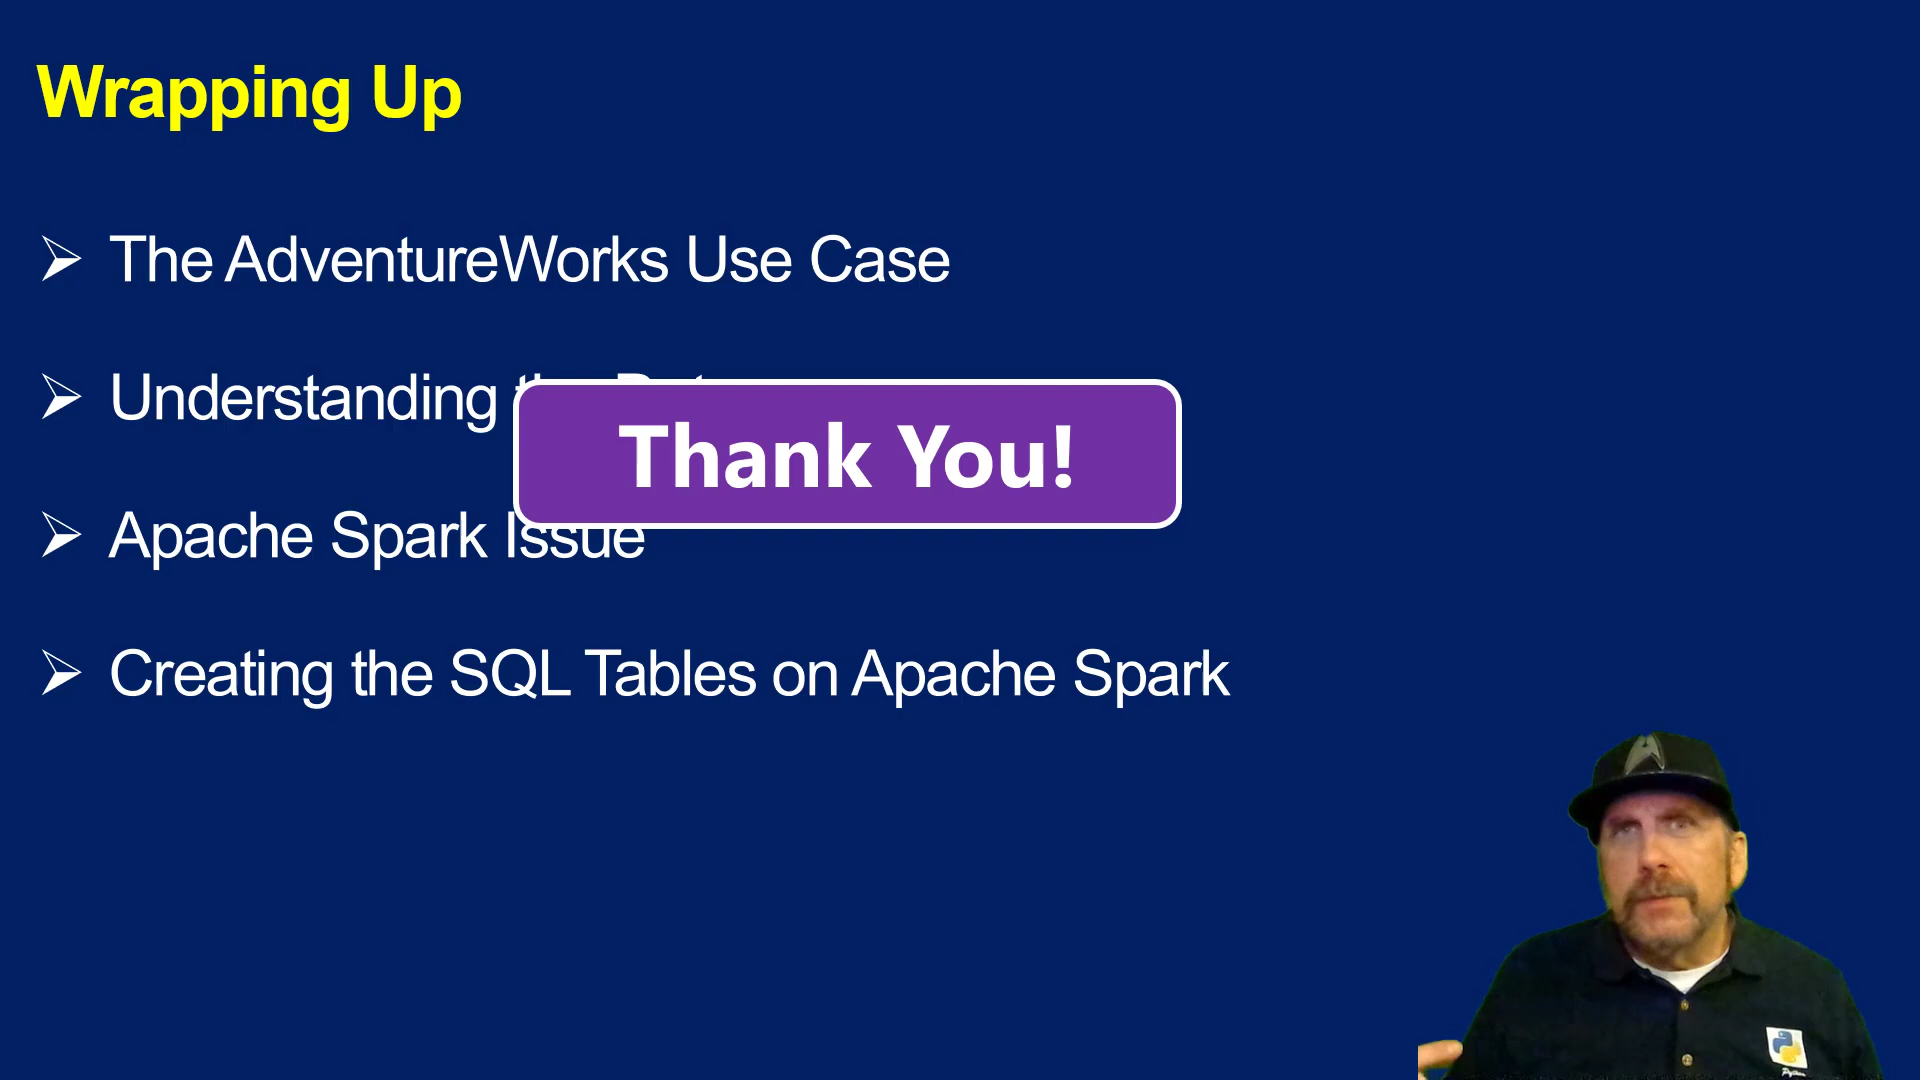 Wrapping Up
The AdventureWorks Use Case
Understanding
Thank You!
Apache Spark Issue
Creating the SQL Tables on Apache Spark
Python